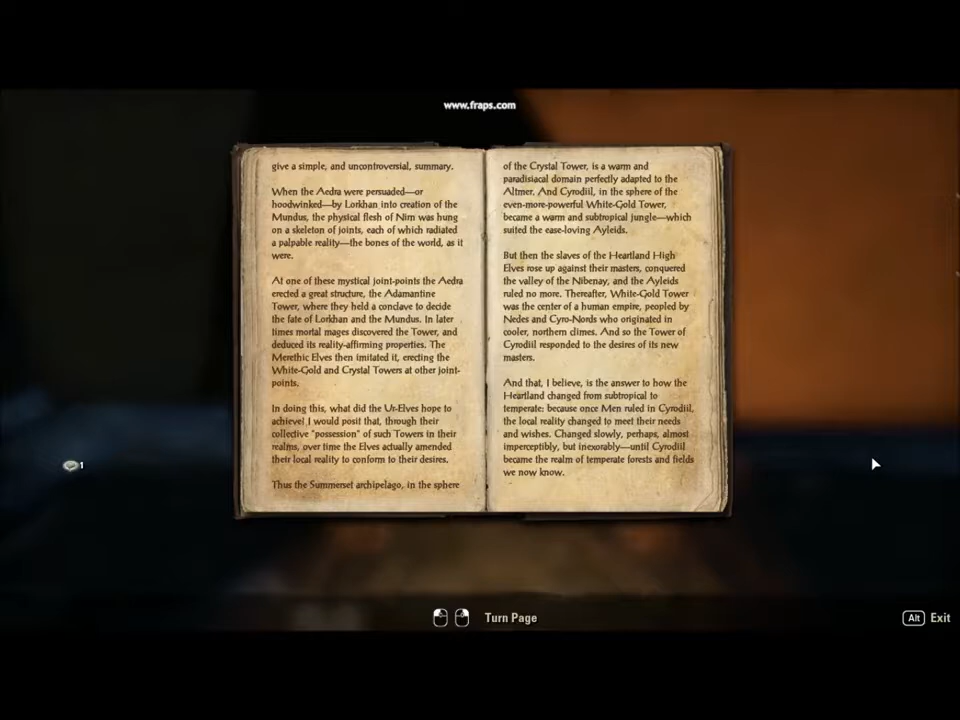 www.fraps.com
give a simple, and uncontroversial, summary.
When the Aedra were persuaded—or
hoodwinked—by Lorkhan into creation of the
Mundus, the physical flesh of Nirn was hung
on a skeleton of joints, each of which radiated
a palpable reality—the bones of the world, as it
were.
At one of these mystical joint-points the Aedra
erected a great structure, the Adamantine
Tower, where they held a conclave to decide
the fate of Lorkhan and the Mundus. In later
times mortal mages discovered the Tower, and
deduced its reality-affirming properties. The
Merethic Elves then imitated it, erecting the
White-Gold and Crystal Towers at other joint-
points.
In doing this, what did the Ur-Elves hope to
achieve? I would posit that, through their
collective "possession" of such Towers in their
realms, over time the Elves actually amended
their local reality to conform to their desires.
Thus the Summerset archipelago, in the sphere
of the Crystal Tower, is a warm and
paradisiacal domain perfectly adapted to the
Altmer. And Cyrodiil, in the sphere of the
even-more-powerful White-Gold Tower,
became a warm and subtropical jungle—which
suited the ease-loving Ayleids.
But then the slaves of the Heartland High
Elves rose up against their masters, conquered
the valley of the Nibenay, and the Ayleids
ruled no more. Thereafter, White-Gold Tower
was the center of a human empire, peopled by
Nedes and Cyro-Nords who originated in
cooler, northern climes. And so the Tower of
Cyrodiil responded to the desires of its new
masters.
And that, I believe, is the answer to how the
Heartland changed from subtropical to
temperate: because once Men ruled in Cyrodiil,
the local reality changed to meet their needs
and wishes. Changed slowly, perhaps, almost
imperceptibly, but inexorably—until Cyrodiil
became the realm of temperate forests and fields
we now know.
1
Turn Page
Alt Exit